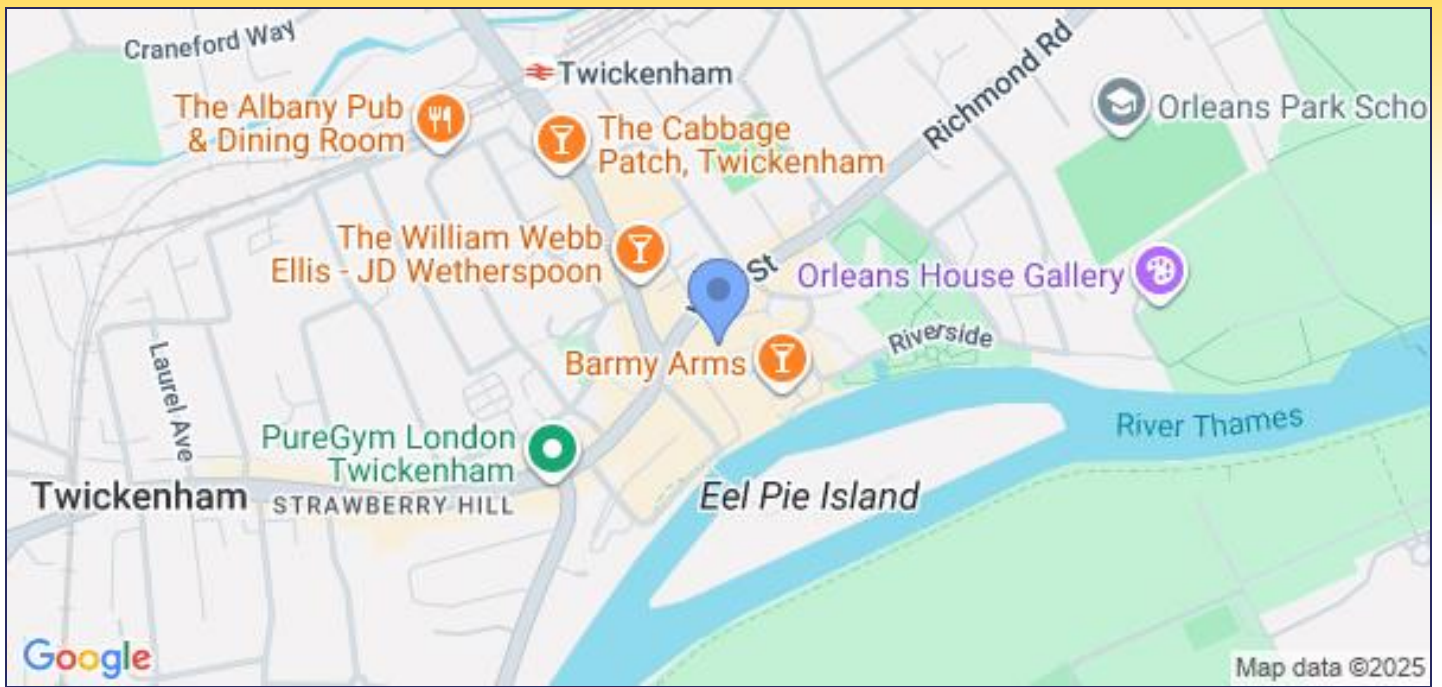 Craneford Way
Twickenham
Richmond Rd
The Albany Pub
& Dining Room
The Cabbage
Patch, Twickenham
Orleans Park Scho
The William Webb
Ellis - JD Wetherspoon
St
Orleans House Gallery
Riverside
Barmy Arms
Laurel Ave
River Thames
PureGym London
Twickenham
Twickenham
STRAWBERRY HILL
Eel Pie Island
Google
Map data ©2025